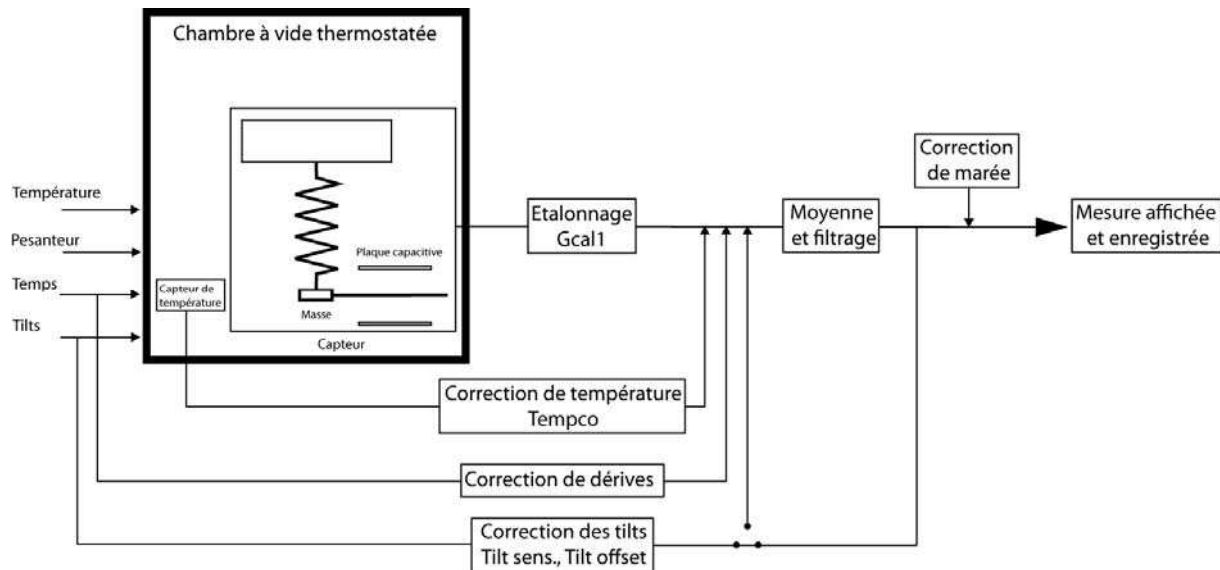 Chambre à vide thermostatée
Température
Pesanteur
Temps
Tilts
Capteur de
température
Plaque capacitive
Masse
Capteur
Etalonnage
Gcal1
Moyenne
et filtrage
Correction
de marée
Mesure affichée
et enregistrée
Correction de température
Tempco
Correction de dérives
Correction des tilts
Tilt sens., Tilt offset